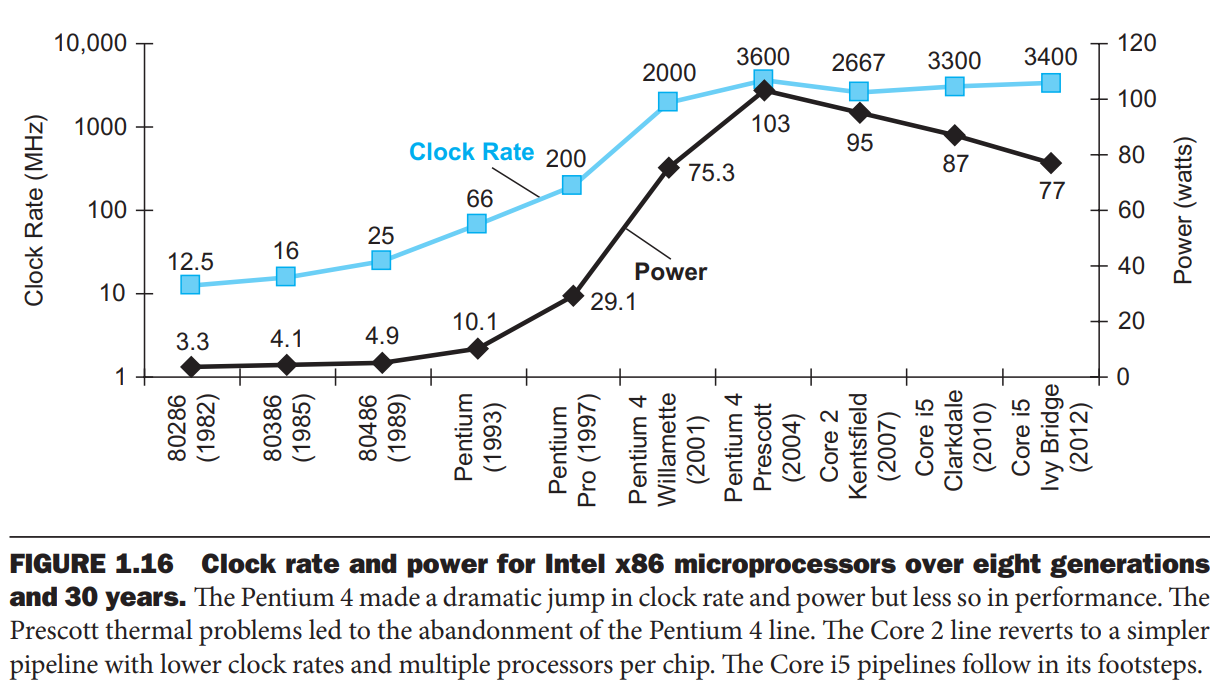 10,000
1000
100
10
1
Clock Rate (MHz)
120
100
80
60
40
20
0
Power (watts)
Clock Rate
12.5
16
25
66
200
2000
3600
2667
3300
3400
Power
3.3
4.1
4.9
10.1
29.1
75.3
103
95
87
77
80286
(1982)
80386
(1985)
80486
(1989)
Pentium
(1993)
Pentium
Pro (1997)
Pentium 4
Willamette
(2001)
Pentium 4
Prescott
(2004)
Core 2
Kentsfield
(2007)
Core i5
Clarkdale
(2010)
Core i5
Ivy Bridge
(2012)
FIGURE 1.16 Clock rate and power for Intel x86 microprocessors over eight generations
and 30 years. The Pentium 4 made a dramatic jump in clock rate and power but less so in performance. The
Prescott thermal problems led to the abandonment of the Pentium 4 line. The Core 2 line reverts to a simpler
pipeline with lower clock rates and multiple processors per chip. The Core i5 pipelines follow in its footsteps.